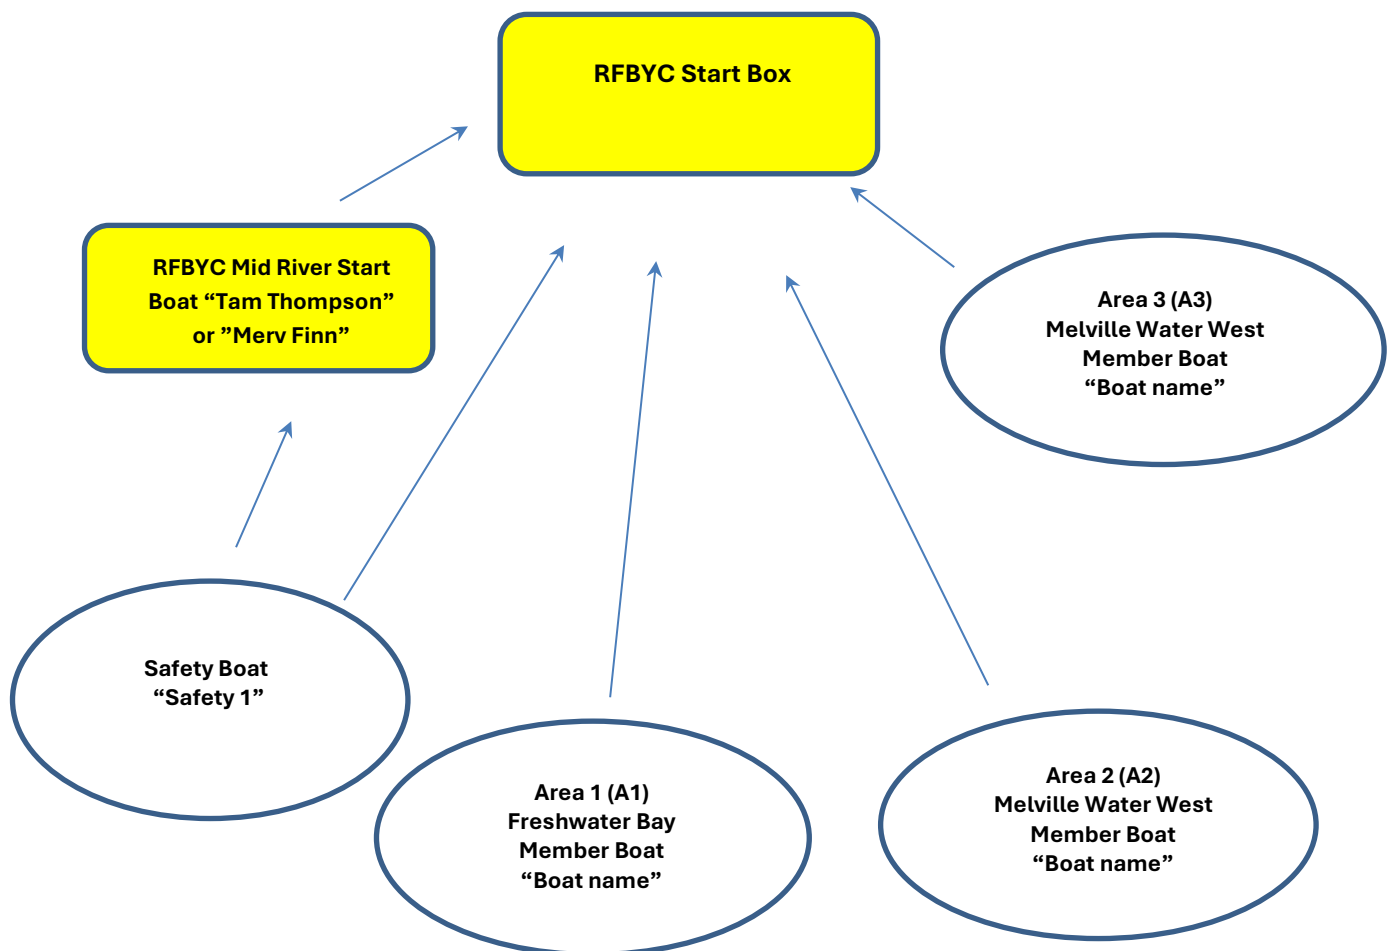 RFBYC Start Box
RFBYC Mid River Start
Boat “Tam Thompson”
or ”Merv Finn”
Area 3 (A3)
Melville Water West
Member Boat
“Boat name”
Safety Boat
“Safety 1”
Area 1 (A1)
Freshwater Bay
Member Boat
“Boat name”
Area 2 (A2)
Melville Water West
Member Boat
“Boat name”